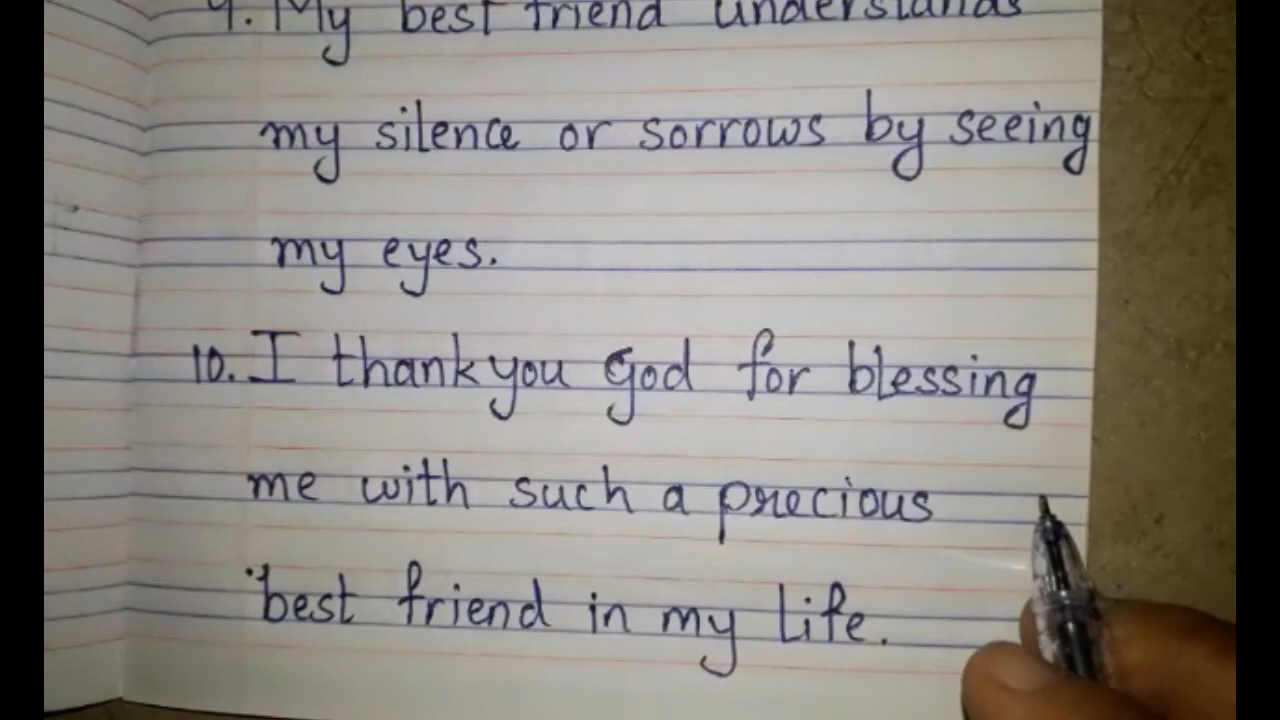 9. My best friend understands
my silence or sorrows by seeing
my eyes.
10. I thank you God for blessing
me with such a precious
best friend in my life.